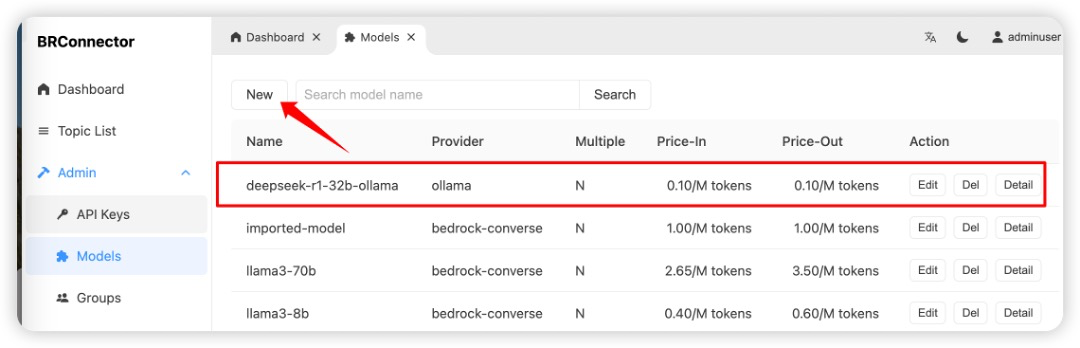 BRConnector
Dashboard
Topic List
Admin
API Keys
Models
Groups
Dashboard × Models × adminuser
New Search model name Search
Name Provider Multiple Price-In Price-Out Action
deepseek-r1-32b-ollama ollama N 0.10/M tokens 0.10/M tokens Edit Del Detail
imported-model bedrock-converse N 1.00/M tokens 1.00/M tokens Edit Del Detail
llama3-70b bedrock-converse N 2.65/M tokens 3.50/M tokens Edit Del Detail
llama3-8b bedrock-converse N 0.40/M tokens 0.60/M tokens Edit Del Detail